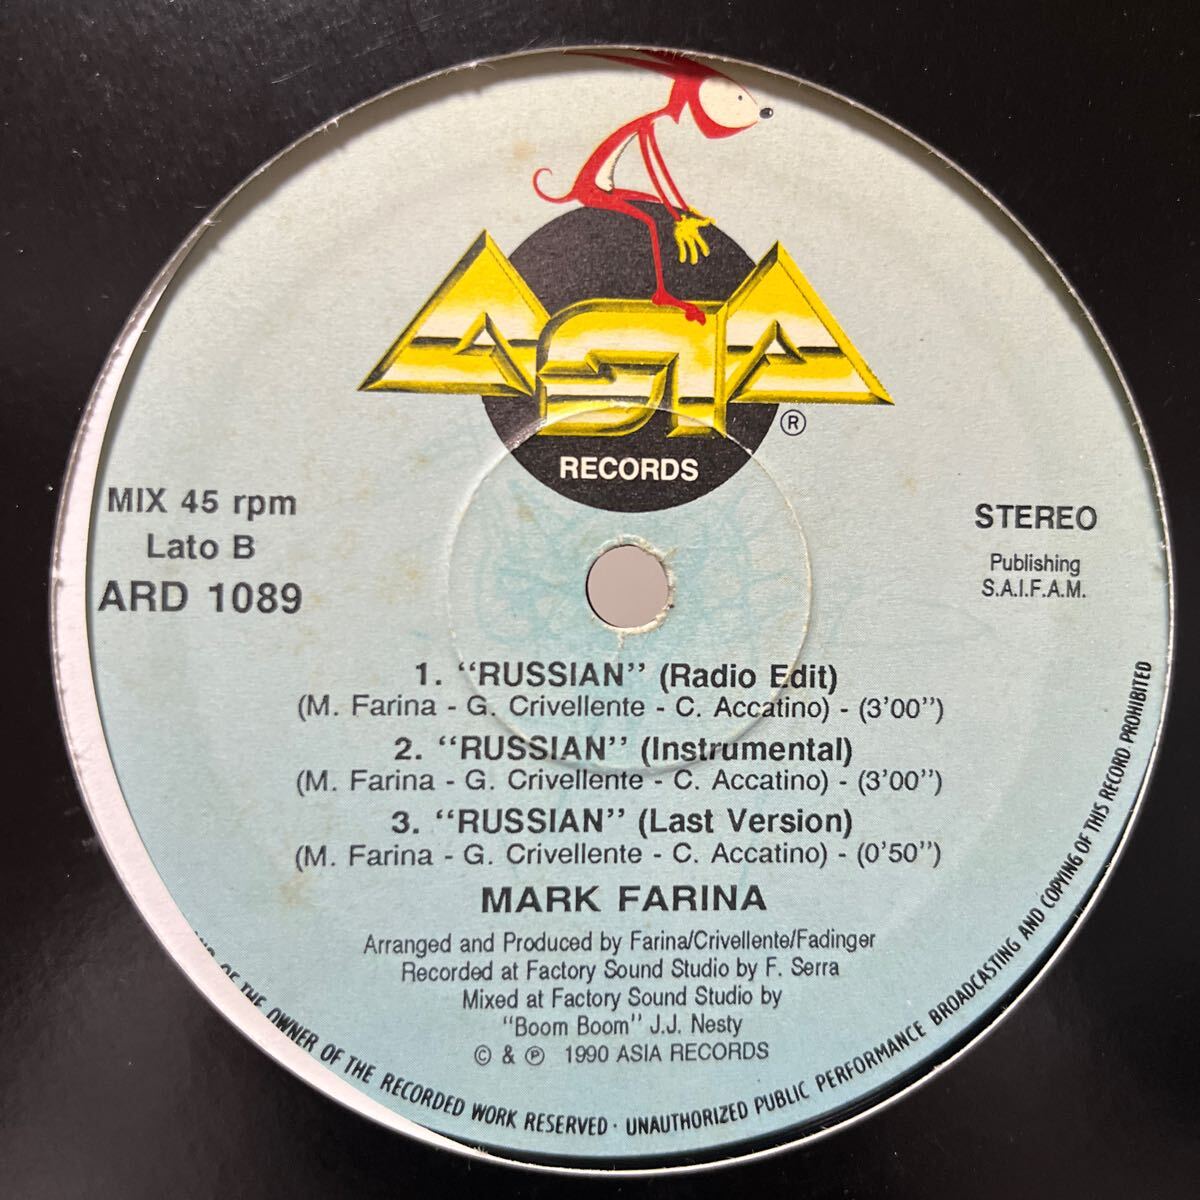 ASIA
®
RECORDS
MIX 45 rpm
Lato B
ARD 1089
STEREO
Publishing
S.A.I.F.A.M.
1. "RUSSIAN" (Radio Edit)
(M. Farina - G. Crivellente - C. Accatino) - (3'00")
2. "RUSSIAN" (Instrumental)
(M. Farina - G. Crivellente - C. Accatino) - (3'00")
3. "RUSSIAN" (Last Version)
(M. Farina - G. Crivellente - C. Accatino) - (0'50")
MARK FARINA
Arranged and Produced by Farina/Crivellente/Fadinger
Recorded at Factory Sound Studio by F. Serra
Mixed at Factory Sound Studio by
"Boom Boom" J.J. Nesty
© & ℗ 1990 ASIA RECORDS
OF THE OWNER OF THE RECORDED WORK RESERVED · UNAUTHORIZED PUBLIC PERFORMANCE BROADCASTING AND COPYING OF THIS RECORD PROHIBITED